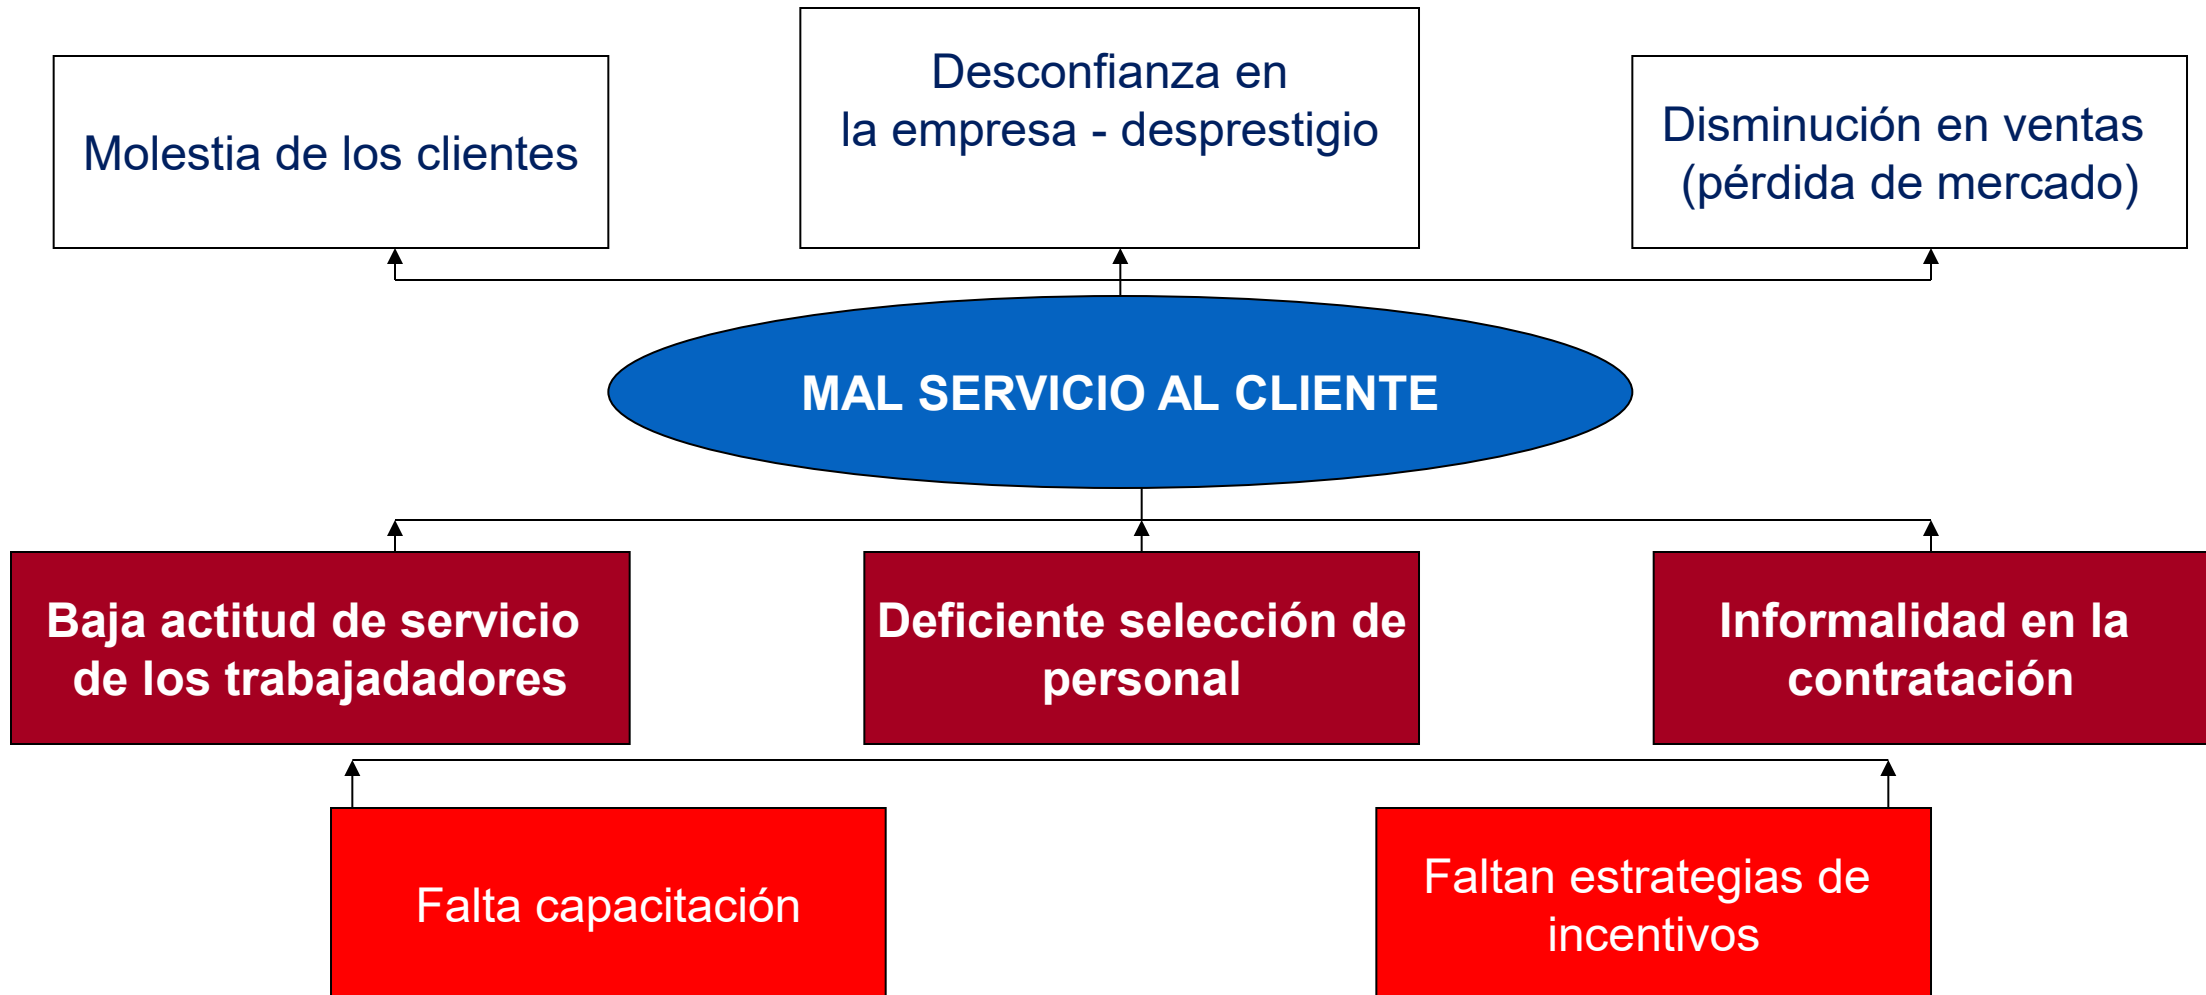 Molestia de los clientes
Desconfianza en
la empresa - desprestigio
Disminución en ventas
(pérdida de mercado)
MAL SERVICIO AL CLIENTE
Baja actitud de servicio
de los trabajadadores
Deficiente selección de
personal
Informalidad en la
contratación
Falta capacitación
Faltan estrategias de
incentivos